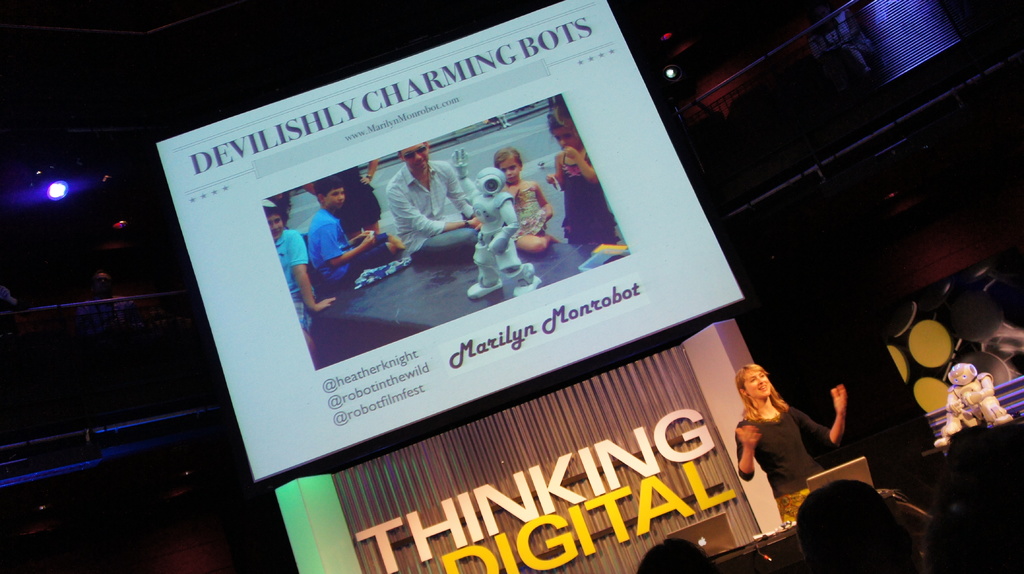 DEVILISHLY CHARMING BOTS
www.MarilynMonrobot.com
@heatherknight
@robotinthewild
@robotfilmfest
Marilyn Monrobot
THINKING
DIGITAL